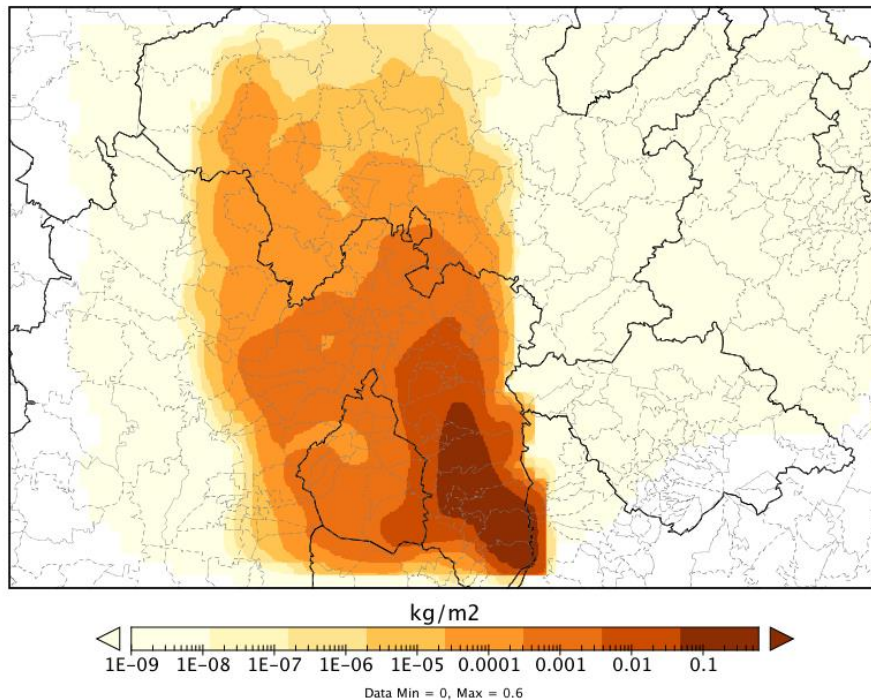 kg/m2
1E-09 1E-08 1E-07 1E-06 1E-05 0.0001 0.001 0.01 0.1
Data Min = 0, Max = 0.6